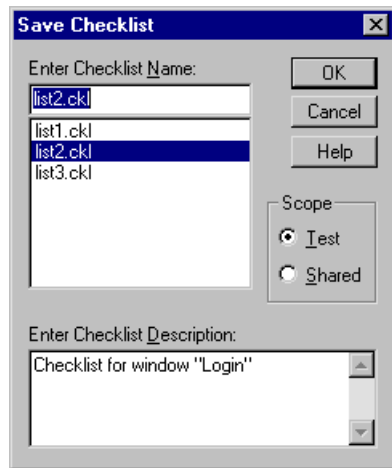 Save Checklist
Enter Checklist Name:
list2.ckl
list1.ckl
list2.ckl
list3.ckl
OK
Cancel
Help
Scope
Test
Shared
Enter Checklist Description:
Checklist for window "Login"